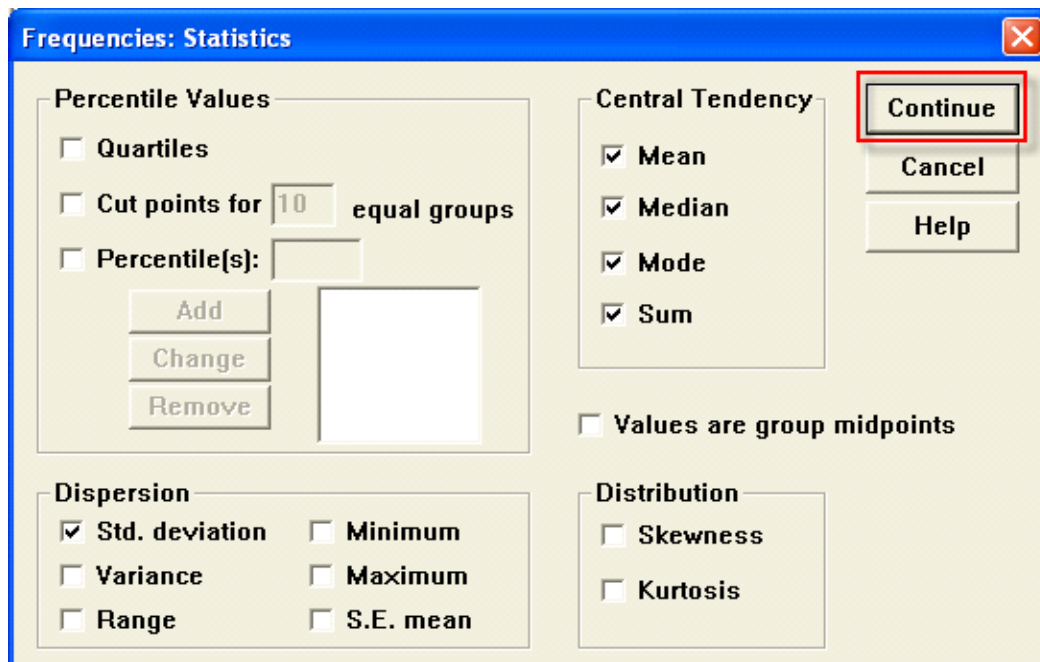 Frequencies: Statistics
Percentile Values
Quartiles
Cut points for 10 equal groups
Percentile(s):
Add
Change
Remove
Central Tendency
Mean
Median
Mode
Sum
Continue
Cancel
Help
Values are group midpoints
Dispersion
Std. deviation
Minimum
Variance
Maximum
Range
S.E. mean
Distribution
Skewness
Kurtosis